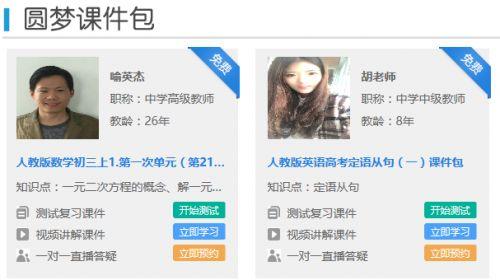 圆梦课件包
免费
喻英杰
职称：中学高级教师
教龄：26年
人教版数学初三上1.第一次单元（第21...
知识点：一元二次方程的概念、解一元...
测试复习课件 开始测试
视频讲解课件 立即学习
一对一直播答疑 立即预约
免费
胡老师
职称：中学中级教师
教龄：8年
人教版英语高考定语从句（一）课件包
知识点：定语从句
测试复习课件 开始测试
视频讲解课件 立即学习
一对一直播答疑 立即预约